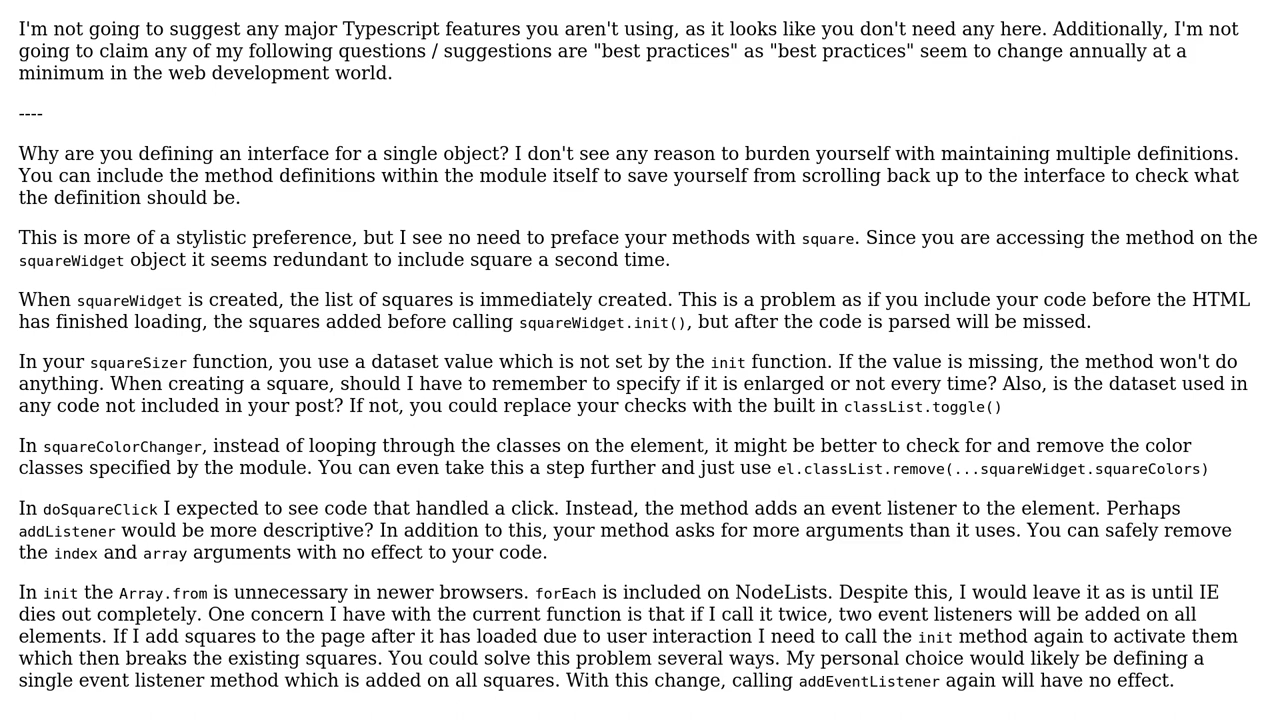 I'm not going to suggest any major Typescript features you aren't using, as it looks like you don't need any here. Additionally, I'm not
going to claim any of my following questions / suggestions are "best practices" as "best practices" seem to change annually at a
minimum in the web development world.
----
Why are you defining an interface for a single object? I don't see any reason to burden yourself with maintaining multiple definitions.
You can include the method definitions within the module itself to save yourself from scrolling back up to the interface to check what
the definition should be.
This is more of a stylistic preference, but I see no need to preface your methods with square. Since you are accessing the method on the
squareWidget object it seems redundant to include square a second time.
When squareWidget is created, the list of squares is immediately created. This is a problem as if you include your code before the HTML
has finished loading, the squares added before calling squareWidget.init(), but after the code is parsed will be missed.
In your squareSizer function, you use a dataset value which is not set by the init function. If the value is missing, the method won't do
anything. When creating a square, should I have to remember to specify if it is enlarged or not every time? Also, is the dataset used in
any code not included in your post? If not, you could replace your checks with the built in classList.toggle()
In squareColorChanger, instead of looping through the classes on the element, it might be better to check for and remove the color
classes specified by the module. You can even take this a step further and just use el.classList.remove(...squareWidget.squareColors)
In doSquareClick I expected to see code that handled a click. Instead, the method adds an event listener to the element. Perhaps
addListener would be more descriptive? In addition to this, your method asks for more arguments than it uses. You can safely remove
the index and array arguments with no effect to your code.
In init the Array.from is unnecessary in newer browsers. forEach is included on NodeLists. Despite this, I would leave it as is until IE
dies out completely. One concern I have with the current function is that if I call it twice, two event listeners will be added on all
elements. If I add squares to the page after it has loaded due to user interaction I need to call the init method again to activate them
which then breaks the existing squares. You could solve this problem several ways. My personal choice would likely be defining a
single event listener method which is added on all squares. With this change, calling addEventListener again will have no effect.